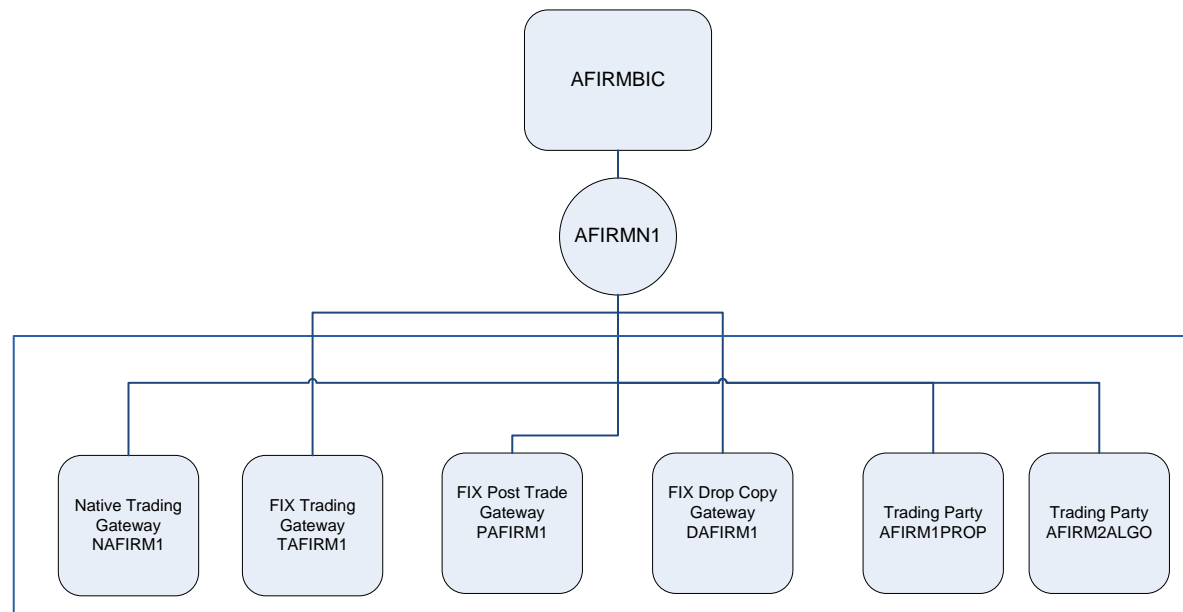 AFIRMBIC
AFIRMN1
Native Trading
Gateway
NAFIRM1
FIX Trading
Gateway
TAFIRM1
FIX Post Trade
Gateway
PAFIRM1
FIX Drop Copy
Gateway
DAFIRM1
Trading Party
AFIRM1PROP
Trading Party
AFIRM2ALGO